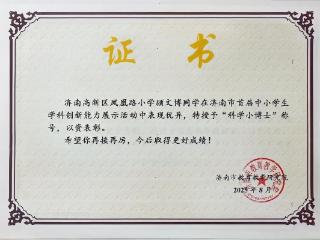 证书
济南高新区凤凰路小学颜文博同学在济南市首届中小学生
学科创新能力展示活动中表现优异，特授予“科学小博士”称
号，以资表彰。
希望你再接再厉，今后取得更好成绩！
济南市教育教学研究院
2025年8月